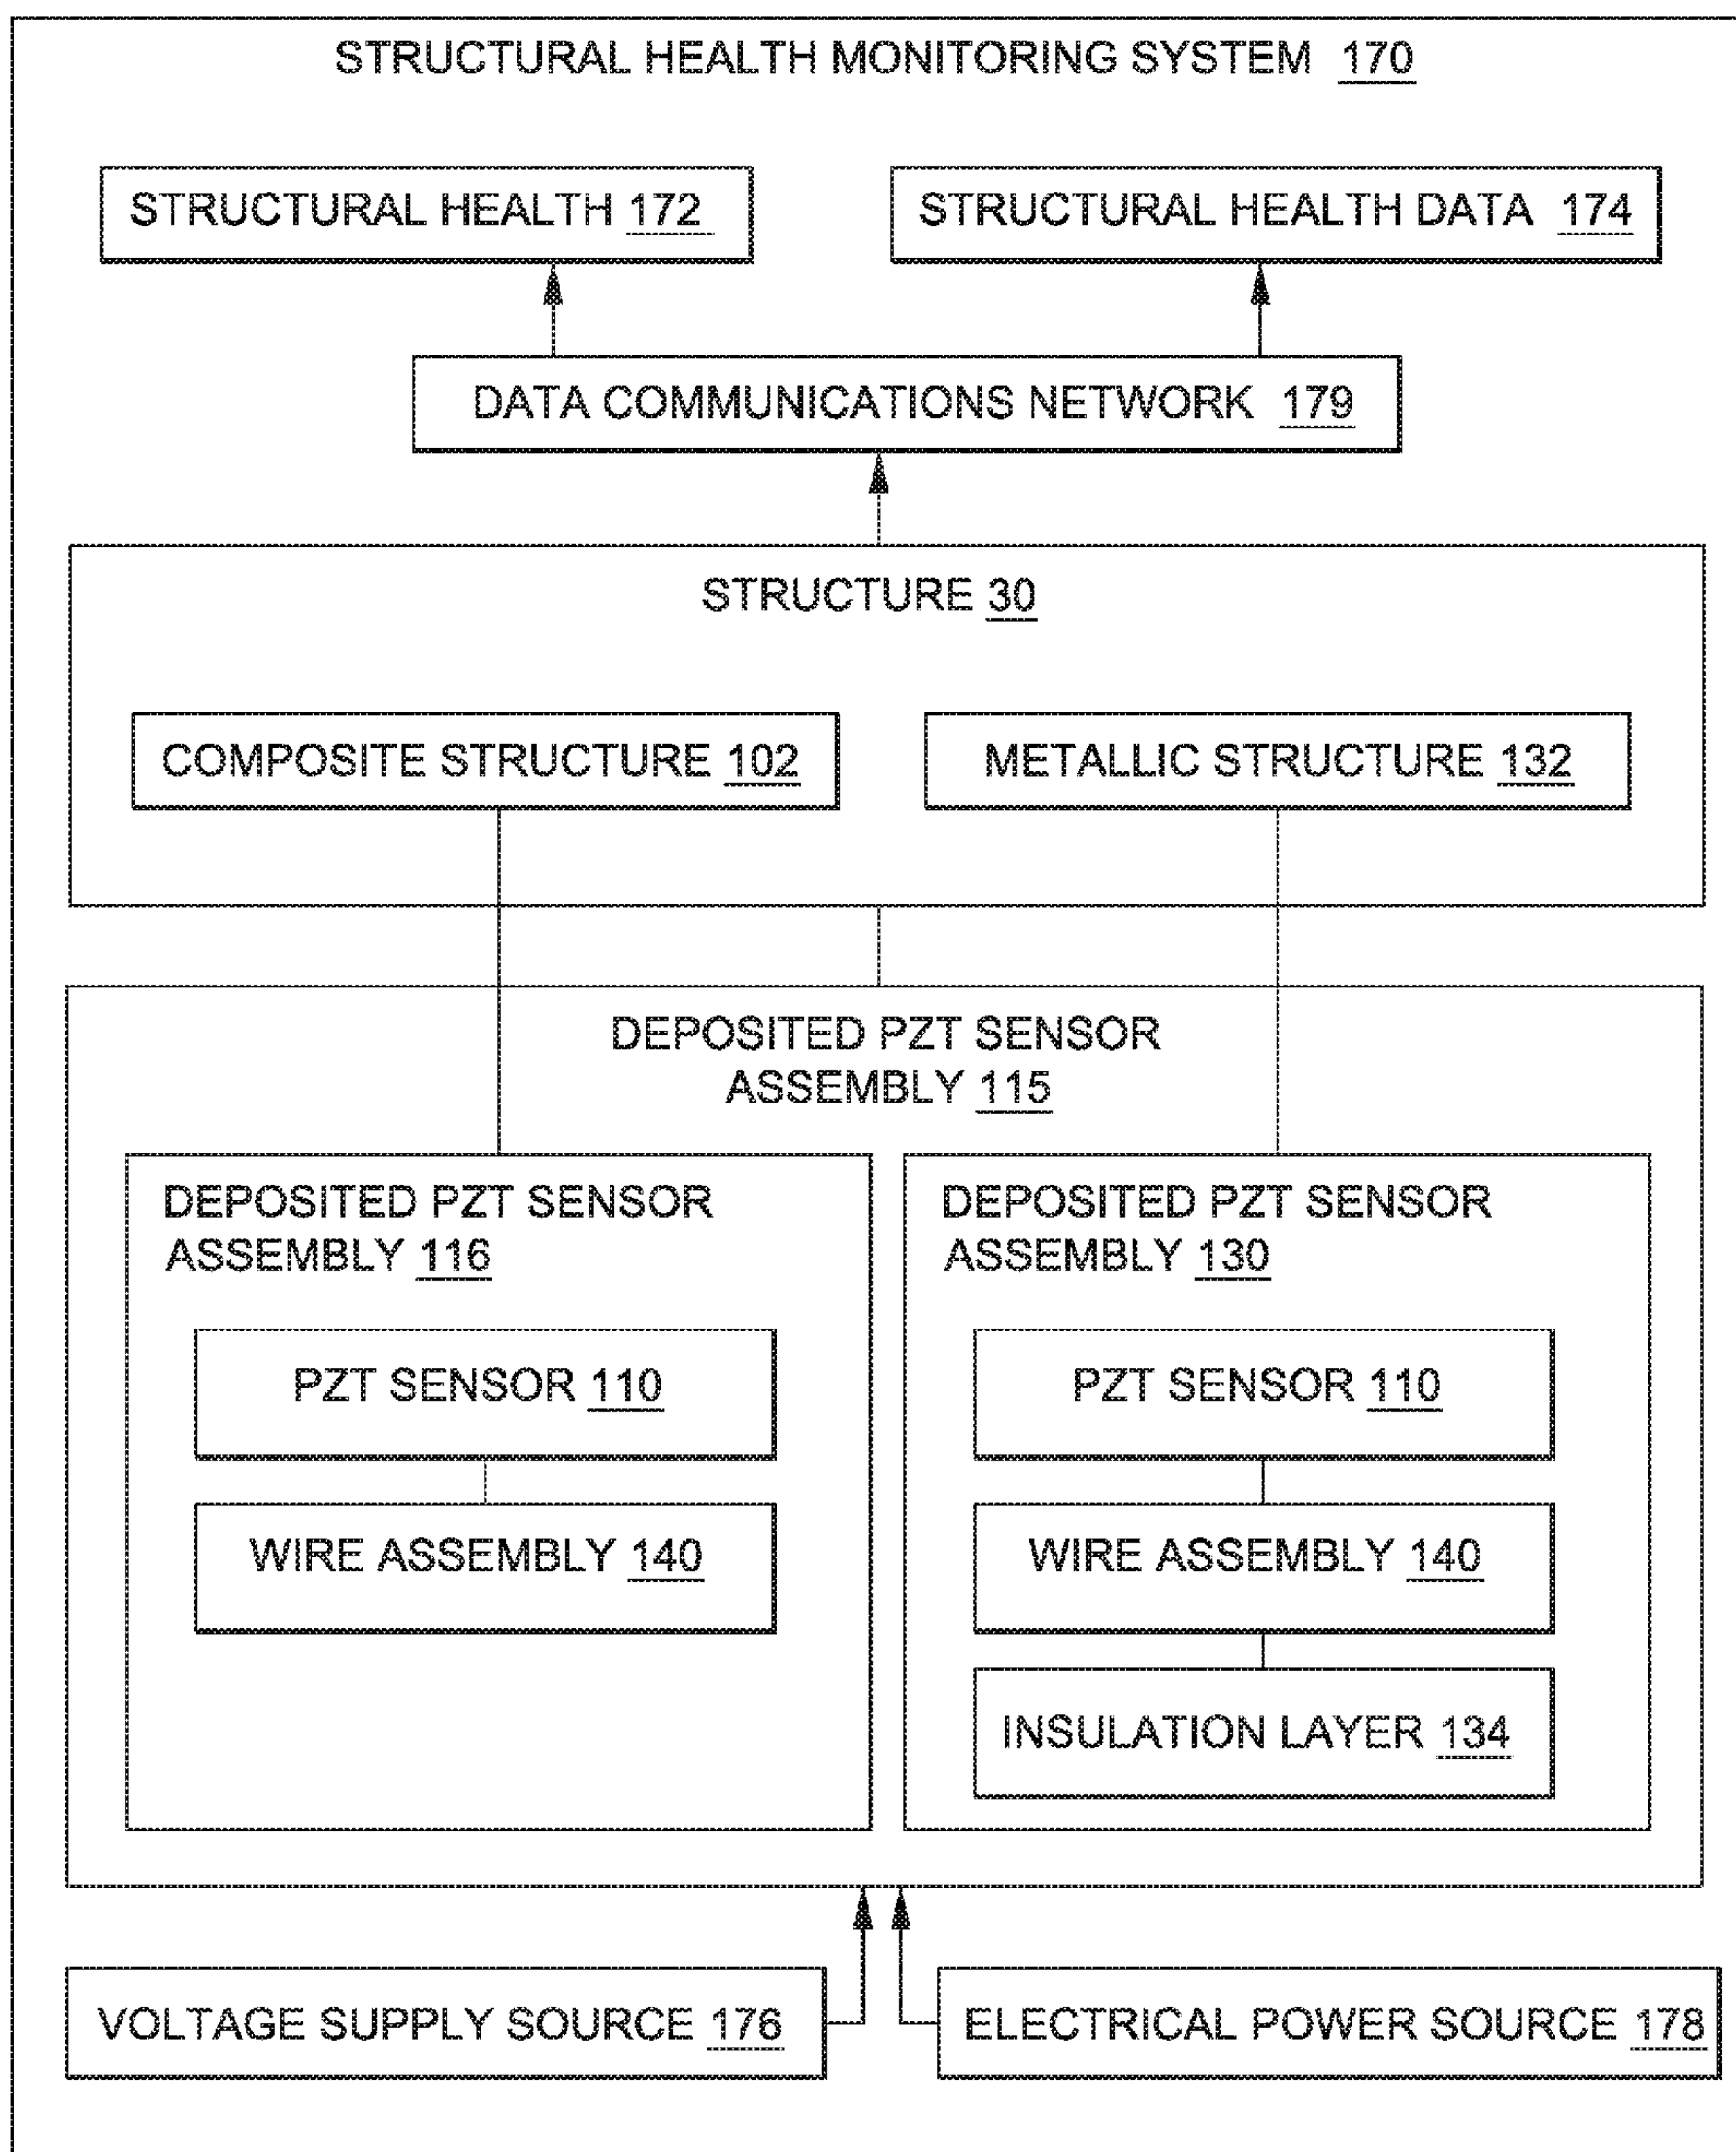 STRUCTURAL HEALTH MONITORING SYSTEM 170
STRUCTURAL HEALTH 172
STRUCTURAL HEALTH DATA 174
DATA COMMUNICATIONS NETWORK 179
STRUCTURE 30
COMPOSITE STRUCTURE 102
METALLIC STRUCTURE 132
DEPOSITED PZT SENSOR
ASSEMBLY 115
DEPOSITED PZT SENSOR
ASSEMBLY 116
PZT SENSOR 110
WIRE ASSEMBLY 140
DEPOSITED PZT SENSOR
ASSEMBLY 130
PZT SENSOR 110
WIRE ASSEMBLY 140
INSULATION LAYER 134
VOLTAGE SUPPLY SOURCE 176
ELECTRICAL POWER SOURCE 178